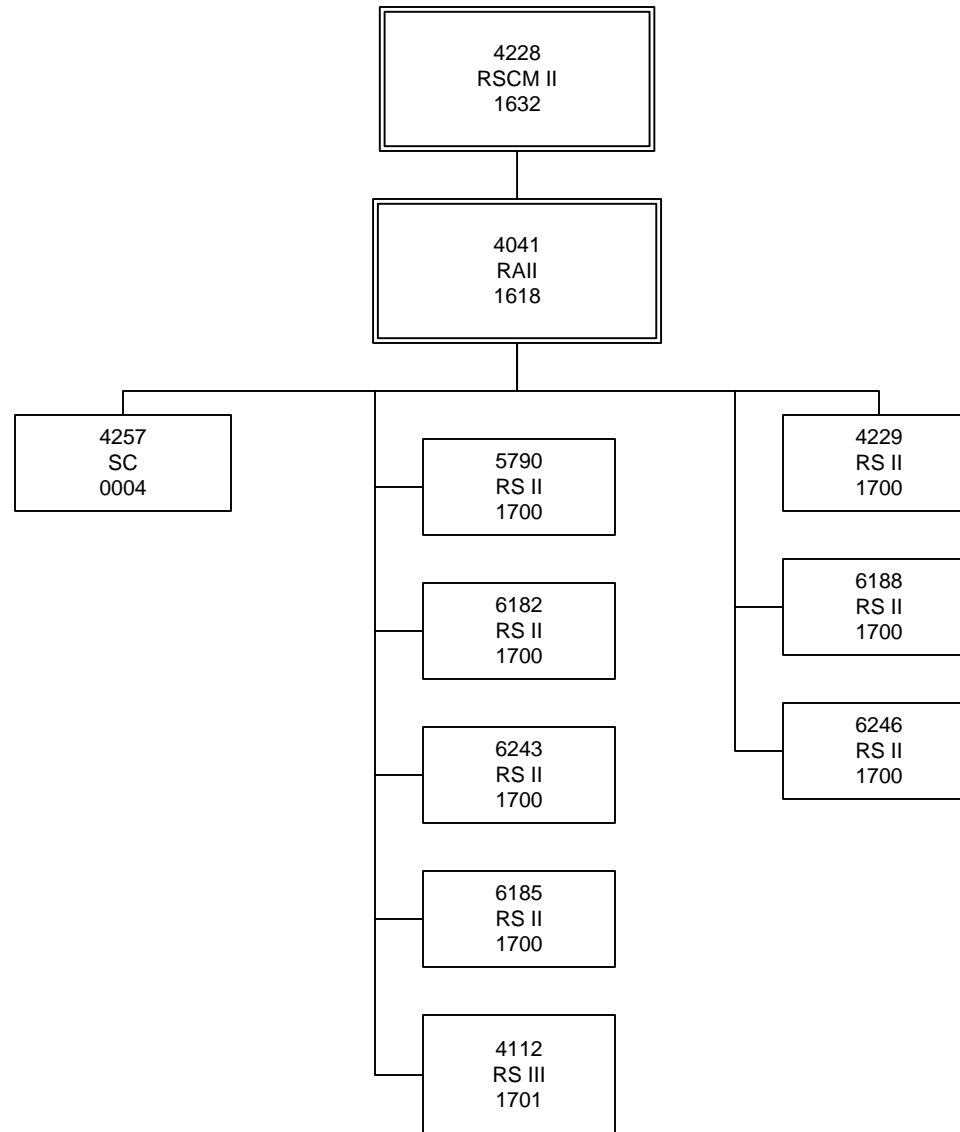 4228
RSCM II
1632
4041
RAII
1618
4257
SC
0004
5790
RS II
1700
6182
RS II
1700
6243
RS II
1700
6185
RS II
1700
4112
RS III
1701
4229
RS II
1700
6188
RS II
1700
6246
RS II
1700